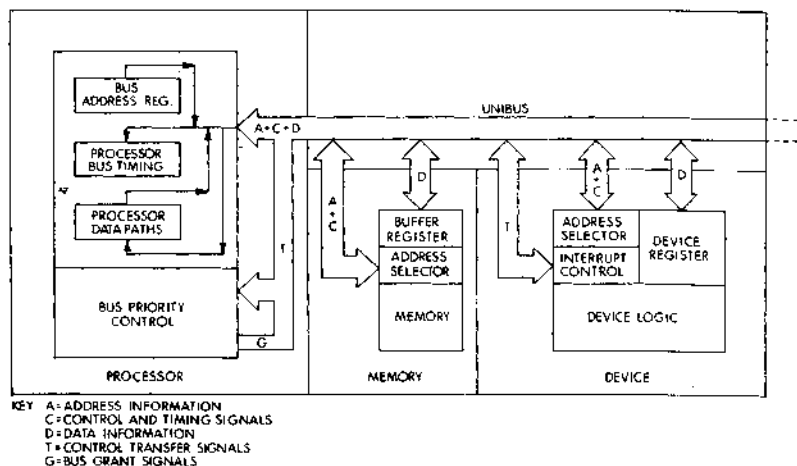 UNIBUS
BUS
ADDRESS REG.
A+C+D
PROCESSOR
BUS TIMING
PROCESSOR
DATA PATHS
BUS PRIORITY
CONTROL
T
G
A+C
D
BUFFER
REGISTER
ADDRESS
SELECTOR
MEMORY
T
A+C
D
ADDRESS
SELECTOR
INTERRUPT
CONTROL
DEVICE
REGISTER
DEVICE LOGIC
PROCESSOR
MEMORY
DEVICE
KEY A=ADDRESS INFORMATION
C=CONTROL AND TIMING SIGNALS
D=DATA INFORMATION
T=CONTROL TRANSFER SIGNALS
G=BUS GRANT SIGNALS